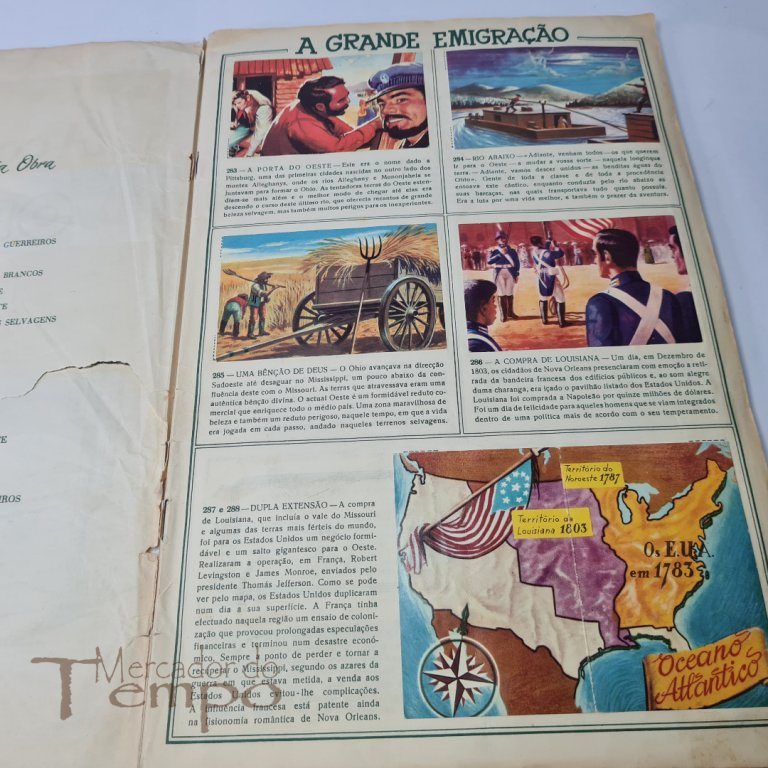 ia Obra
GUERREIROS
BRANCOS
E
TE
SELVAGENS
TE
EIROS
A GRANDE EMIGRAÇÃO
283 — A PORTA DO OESTE — Este era o nome dado a
Pittsburg, uma das primeiras cidades nascidas no outro lado dos
montes Alleghanys, onde os rios Alleghany e Mononjahela se
juntavam para formar o Ohio. As tentadoras terras do Oeste esten-
diam-se mais além e o melhor modo de chegar até elas era
descendo o curso deste último rio, que oferecia recantos de grande
beleza selvagem, mas também muitos perigos para os inexperientes.
284 — RIO ABAIXO — «Adiante, venham todos — os que querem
ir para o Oeste — a mudar a vossa sorte — naquela longínqua
terra. — Adiante, vamos descer unidos — as benditas águas do
Ohio». Gente de toda a classe e de toda a procedência
entoava este cântico, enquanto conduzia pelo rio abaixo as
suas barcaças, nas quais transportava tudo quanto possuía.
Era a luta por uma vida melhor, e também o prazer da aventura.
285 — UMA BÊNÇÃO DE DEUS — O Ohio avançava na direcção
Sudoeste até desaguar no Mississippi, um pouco abaixo da con-
fluência deste com o Missouri. As terras que atravessava eram uma
autêntica bênção divina. O actual Oeste é um formidável reduto co-
mercial que enriquece todo o médio país. Uma zona maravilhosa de
beleza e também um reduto perigoso, naquele tempo, em que a vida
era jogada em cada passo, andado naqueles terrenos selvagens.
286 — A COMPRA DE LOUISIANA — Um dia, em Dezembro de
1803, os cidadãos de Nova Orleans presenciaram com emoção a reti-
rada da bandeira francesa dos edifícios públicos e, ao som alegre
duma charanga, era içado o pavilhão listado dos Estados Unidos. A
Louisiana foi comprada a Napoleão por quinze milhões de dólares.
Foi um dia de felicidade para aqueles homens que se viam integrados
dentro de uma política mais de acordo com o seu temperamento.
287 e 288 — DUPLA EXTENSÃO — A compra
de Louisiana, que incluía o vale do Missouri
e algumas das terras mais férteis do mundo,
foi para os Estados Unidos um negócio formi-
dável e um salto gigantesco para o Oeste.
Realizaram a operação, em França, Robert
Levingston e James Monroe, enviados pelo
presidente Thomás Jefferson. Como se pode
ver pelo mapa, os Estados Unidos duplicaram
num dia a sua superfície. A França tinha
efectuado naquela região um ensaio de coloni-
zação que provocou prolongadas especulações
financeiras e terminou num desastre econó-
mico. Sempre a ponto de perder e tornar a
recuperar o Mississippi, segundo os azares da
guerra em que estava metida, a venda aos
Estados Unidos evitou-lhe complicações.
A influência francesa está patente ainda
na fisionomia romântica de Nova Orleans.
Território do
Noroeste 1787
Território da
Louisiana 1803
Os E.U.A.
em 1783
Oceano
Atlântico
Mercador do
Tempo